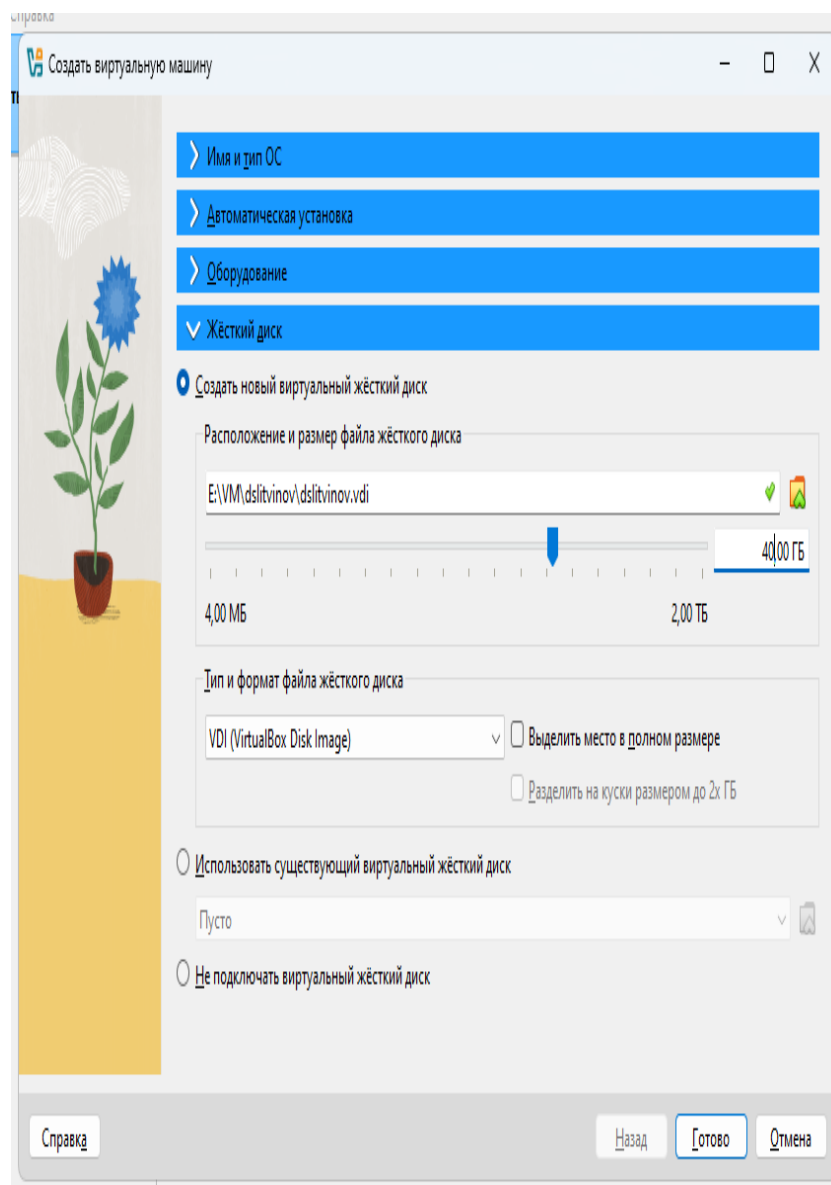 Справка
Создать виртуальную машину
Имя и тип ОС
Автоматическая установка
Оборудование
Жёсткий диск
Создать новый виртуальный жёсткий диск
Расположение и размер файла жёсткого диска
E:\VM\dslitvinov\dslitvinov.vdi
40,00 ГБ
4,00 МБ 2,00 ТБ
Тип и формат файла жёсткого диска
VDI (VirtualBox Disk Image) Выделить место в полном размере
Разделить на куски размером до 2х ГБ
Использовать существующий виртуальный жёсткий диск
Пусто
Не подключать виртуальный жёсткий диск
Справка Назад Готово Отмена